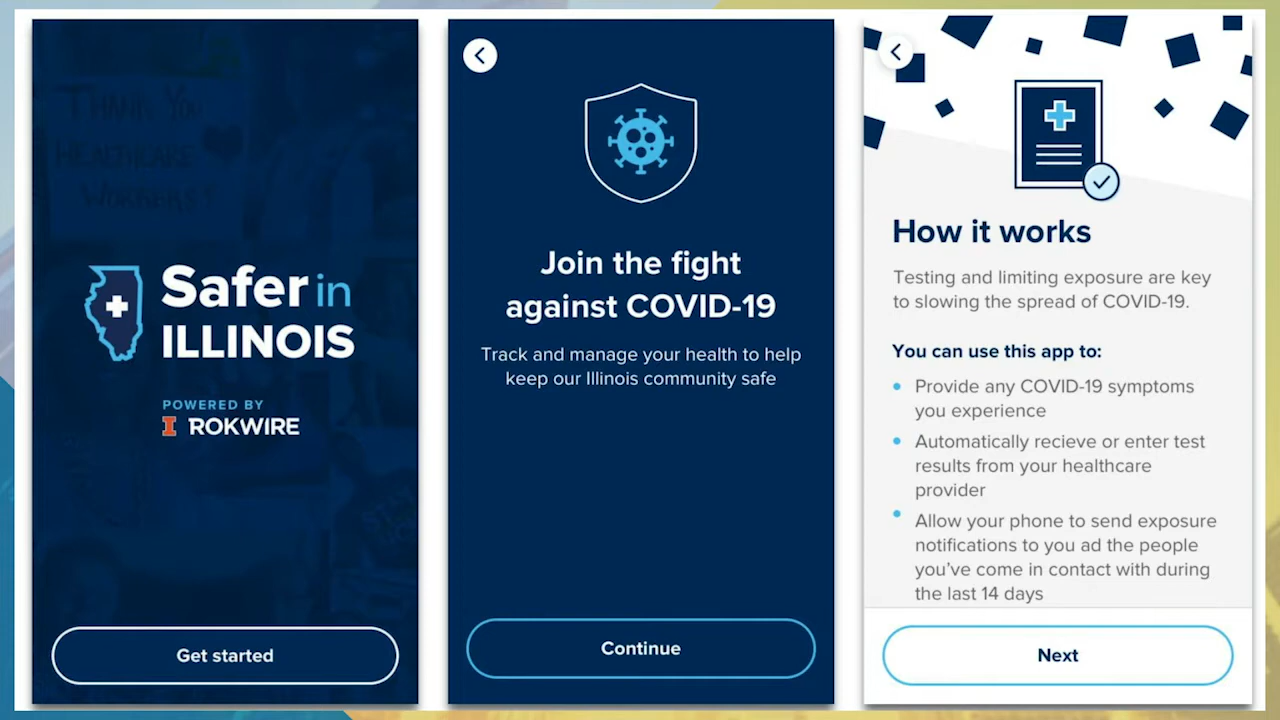 THANK YOU
HEALTHCARE
WORKERS!
Safer in
ILLINOIS
POWERED BY
I ROKWIRE
Get started
Join the fight
against COVID-19
Track and manage your health to help
keep our Illinois community safe
Continue
How it works
Testing and limiting exposure are key
to slowing the spread of COVID-19.
You can use this app to:
Provide any COVID-19 symptoms
you experience
Automatically recieve or enter test
results from your healthcare
provider
Allow your phone to send exposure
notifications to you ad the people
you've come in contact with during
the last 14 days
Next